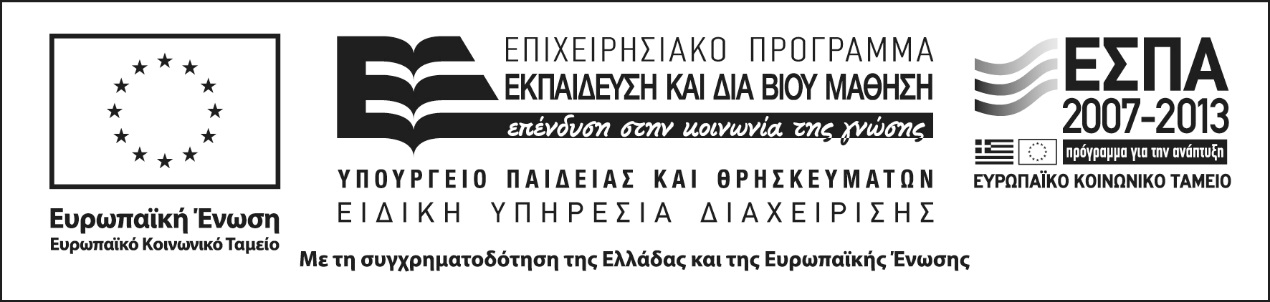 Ευρωπαϊκή Ένωση
Ευρωπαϊκό Κοινωνικό Ταμείο
ΕΠΙΧΕΙΡΗΣΙΑΚΟ ΠΡΟΓΡΑΜΜΑ
ΕΚΠΑΙΔΕΥΣΗ ΚΑΙ ΔΙΑ ΒΙΟΥ ΜΑΘΗΣΗ
επένδυση στην κοινωνία της γνώσης
ΥΠΟΥΡΓΕΙΟ ΠΑΙΔΕΙΑΣ ΚΑΙ ΘΡΗΣΚΕΥΜΑΤΩΝ
ΕΙΔΙΚΗ ΥΠΗΡΕΣΙΑ ΔΙΑΧΕΙΡΙΣΗΣ
ΕΣΠΑ
2007-2013
πρόγραμμα για την ανάπτυξη
ΕΥΡΩΠΑΪΚΟ ΚΟΙΝΩΝΙΚΟ ΤΑΜΕΙΟ
Με τη συγχρηματοδότηση της Ελλάδας και της Ευρωπαϊκής Ένωσης